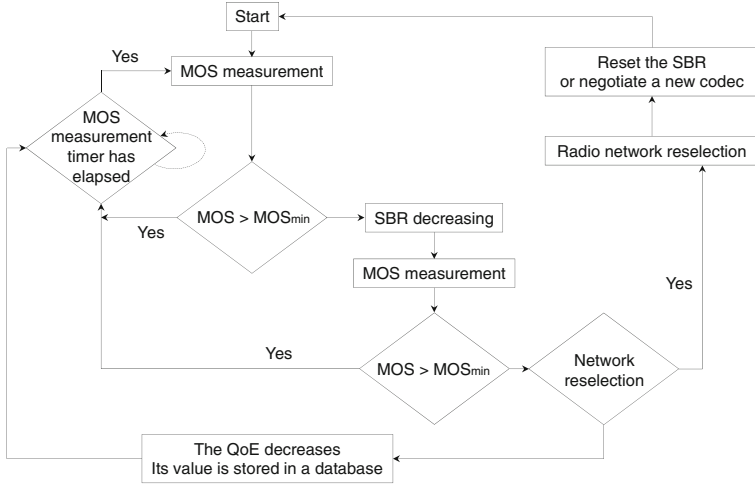 Start
Yes
MOS measurement
Reset the SBR
or negotiate a new codec
MOS
measurement
timer has
elapsed
Radio network reselection
MOS > MOSmin
Yes
SBR decreasing
MOS measurement
Yes
Yes
MOS > MOSmin
Network
reselection
The QoE decreases
Its value is stored in a database